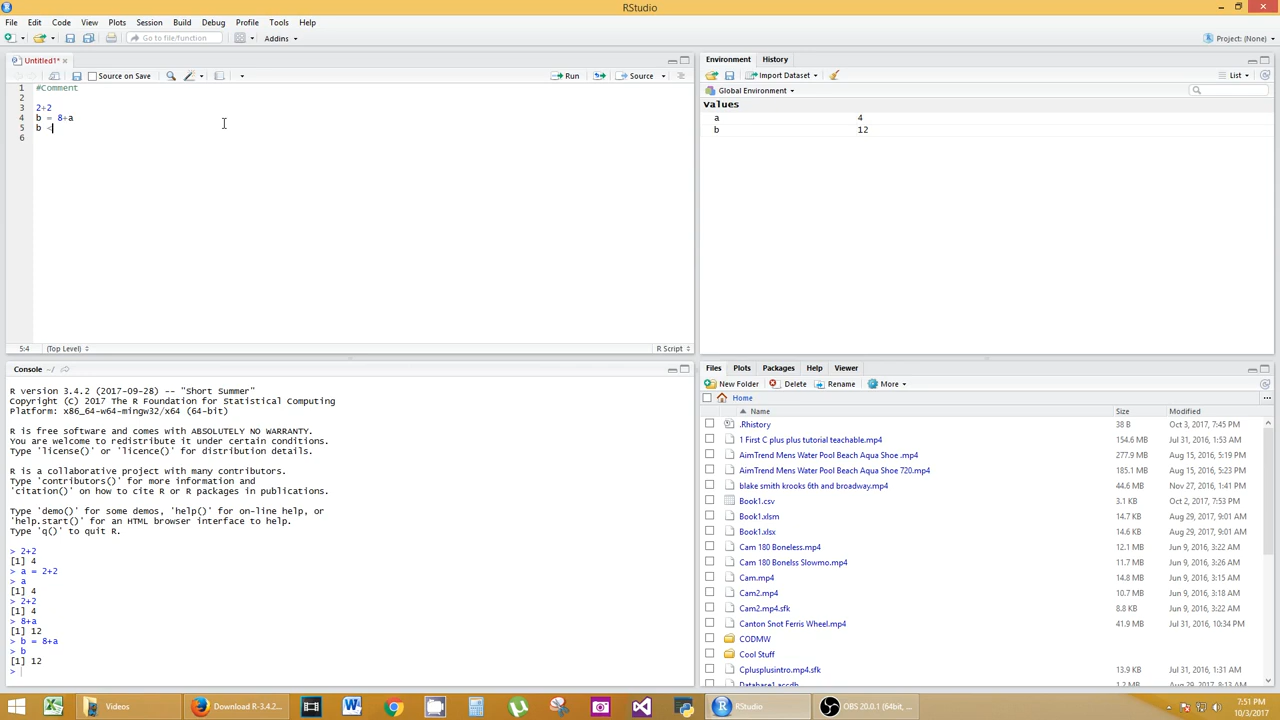 RStudio
File Edit Code View Plots Session Build Debug Profile Tools Help
Go to file/function Addins Project: (None)
Untitled1*
Source on Save Run Source
1 #Comment
2
3 2+2
4 b = 8+a
5 b <
6
5:4 (Top Level) R Script
Console ~/
R version 3.4.2 (2017-09-28) -- "Short Summer"
Copyright (C) 2017 The R Foundation for Statistical Computing
Platform: x86_64-w64-mingw32/x64 (64-bit)
R is free software and comes with ABSOLUTELY NO WARRANTY.
You are welcome to redistribute it under certain conditions.
Type 'license()' or 'licence()' for distribution details.
R is a collaborative project with many contributors.
Type 'contributors()' for more information and
'citation()' on how to cite R or R packages in publications.
Type 'demo()' for some demos, 'help()' for on-line help, or
'help.start()' for an HTML browser interface to help.
Type 'q()' to quit R.
> 2+2
[1] 4
> a = 2+2
> a
[1] 4
> 2+2
[1] 4
> 8+a
[1] 12
> b = 8+a
> b
[1] 12
>
Environment History
Import Dataset List
Global Environment
Values
a 4
b 12
Files Plots Packages Help Viewer
New Folder Delete Rename More
Home
Name Size Modified
.Rhistory 38 B Oct 3, 2017, 7:45 PM
1 First C plus plus tutorial teachable.mp4 154.6 MB Jul 31, 2016, 1:53 AM
AimTrend Mens Water Pool Beach Aqua Shoe .mp4 277.9 MB Aug 15, 2016, 5:19 PM
AimTrend Mens Water Pool Beach Aqua Shoe 720.mp4 185.1 MB Aug 15, 2016, 5:23 PM
blake smith krooks 6th and broadway.mp4 44.6 MB Nov 27, 2016, 1:41 PM
Book1.csv 3.1 KB Oct 2, 2017, 7:53 PM
Book1.xlsm 14.7 KB Aug 29, 2017, 9:01 AM
Book1.xlsx 14.6 KB Aug 29, 2017, 9:01 AM
Cam 180 Boneless.mp4 12.1 MB Jun 9, 2016, 3:22 AM
Cam 180 Bonelss Slowmo.mp4 11.7 MB Jun 9, 2016, 3:26 AM
Cam.mp4 14.8 MB Jun 9, 2016, 3:15 AM
Cam2.mp4 10.7 MB Jun 9, 2016, 3:18 AM
Cam2.mp4.sfk 8.8 KB Jun 9, 2016, 3:22 AM
Canton Snot Ferris Wheel.mp4 41.9 MB Jul 31, 2016, 10:34 PM
CODMW
Cool Stuff
Cplusplusintro.mp4.sfk 13.9 KB Jul 31, 2016, 1:31 AM
Database1.accdb 1.2 MB
Videos Download R-3.4.2... RStudio OBS 20.0.1 (64bit, ... 7:51 PM
10/3/2017